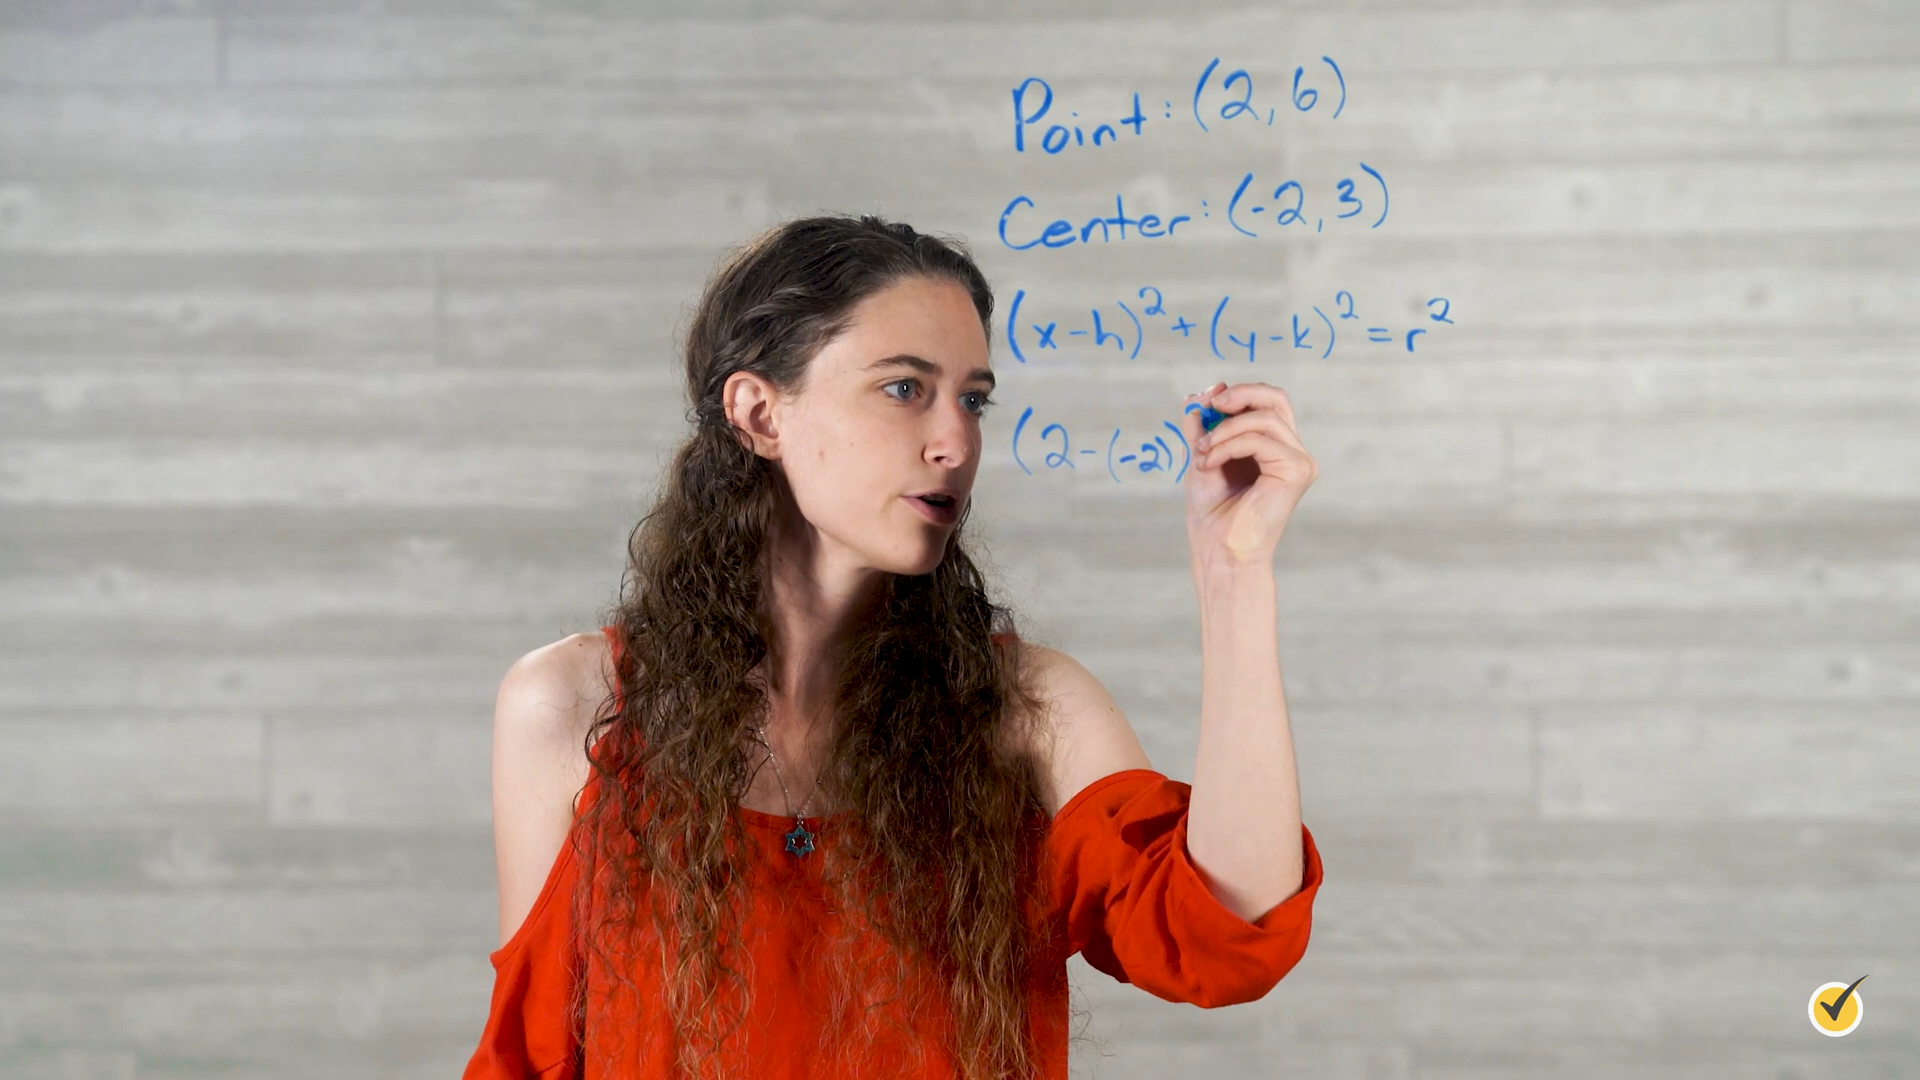 Point: (2, 6)
Center: (-2, 3)
(x-h)²+(y-k)²=r²
(2-(-2))